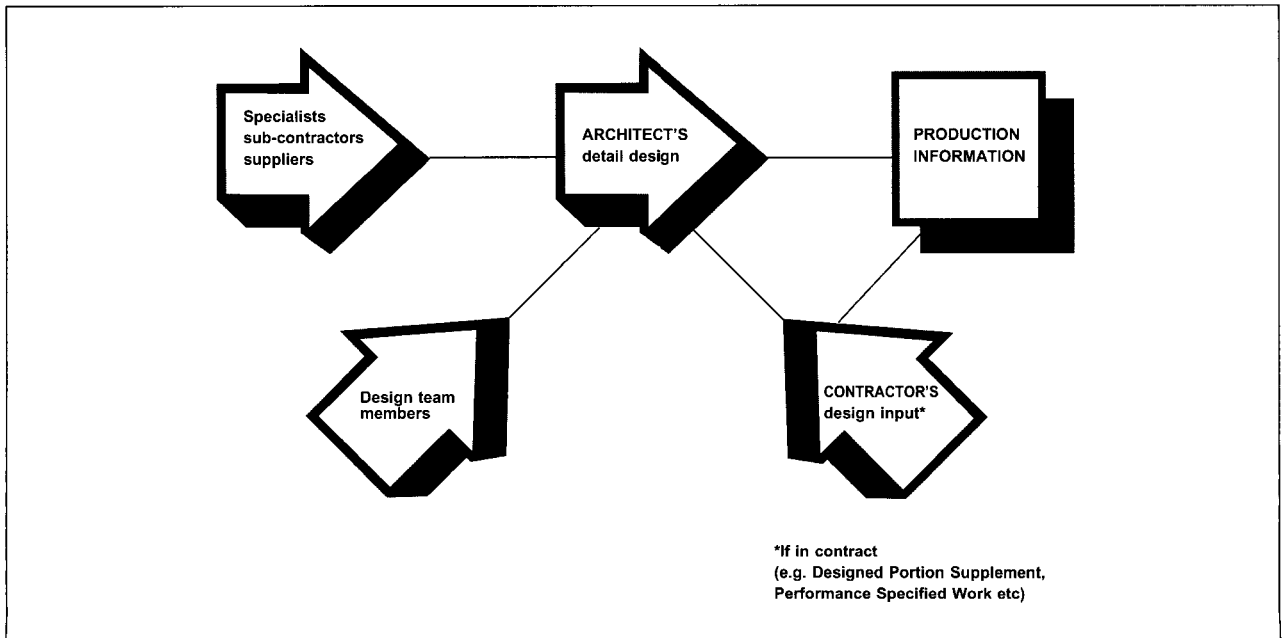 Specialists
sub-contractors
suppliers
ARCHITECT'S
detail design
PRODUCTION
INFORMATION
Design team
members
CONTRACTOR'S
design input*
*If in contract
(e.g. Designed Portion Supplement,
Performance Specified Work etc)